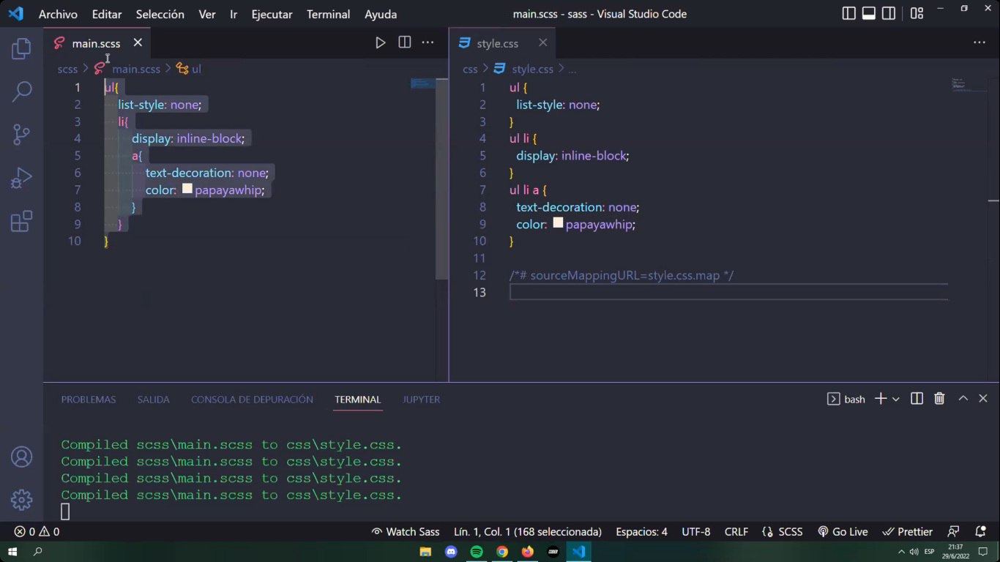 Archivo Editar Selección Ver Ir Ejecutar Terminal Ayuda main.scss - sass - Visual Studio Code
main.scss
scss > main.scss > ul
1 ul{
2 list-style: none;
3 li{
4 display: inline-block;
5 a{
6 text-decoration: none;
7 color: papayawhip;
8 }
9 }
10 }
style.css
css > style.css > ...
1 ul {
2 list-style: none;
3 }
4 ul li {
5 display: inline-block;
6 }
7 ul li a {
8 text-decoration: none;
9 color: papayawhip;
10 }
11
12 /*# sourceMappingURL=style.css.map */
13
PROBLEMAS SALIDA CONSOLA DE DEPURACIÓN TERMINAL JUPYTER bash
Compiled scss\main.scss to css\style.css.
Compiled scss\main.scss to css\style.css.
Compiled scss\main.scss to css\style.css.
Compiled scss\main.scss to css\style.css.
0 0 Watch Sass Lín. 1, Col. 1 (168 seleccionada) Espacios: 4 UTF-8 CRLF {} SCSS Go Live Prettier
CODER ESP 21:37
29/6/2022